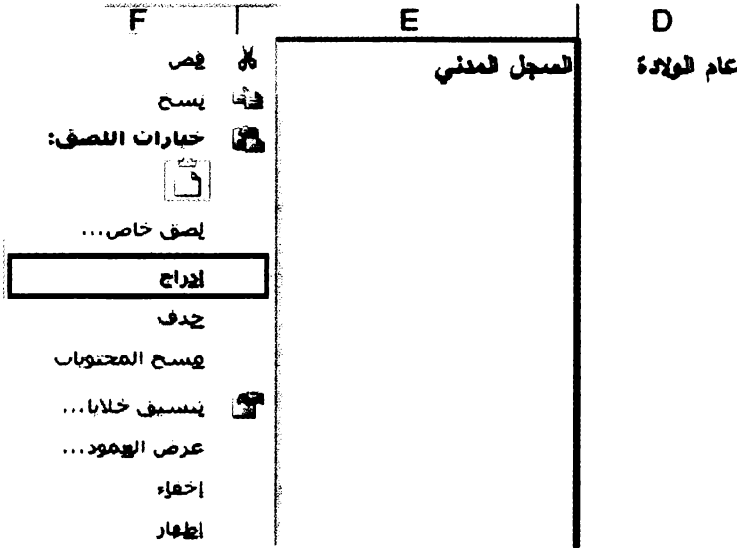 D E F
عام الولادة السجل المدني
قص
نسخ
خيارات اللصق:
لصق خاص...
إدراج
حذف
مسح المحتويات
تنسيق خلايا...
عرض العمود...
إخفاء
إظهار